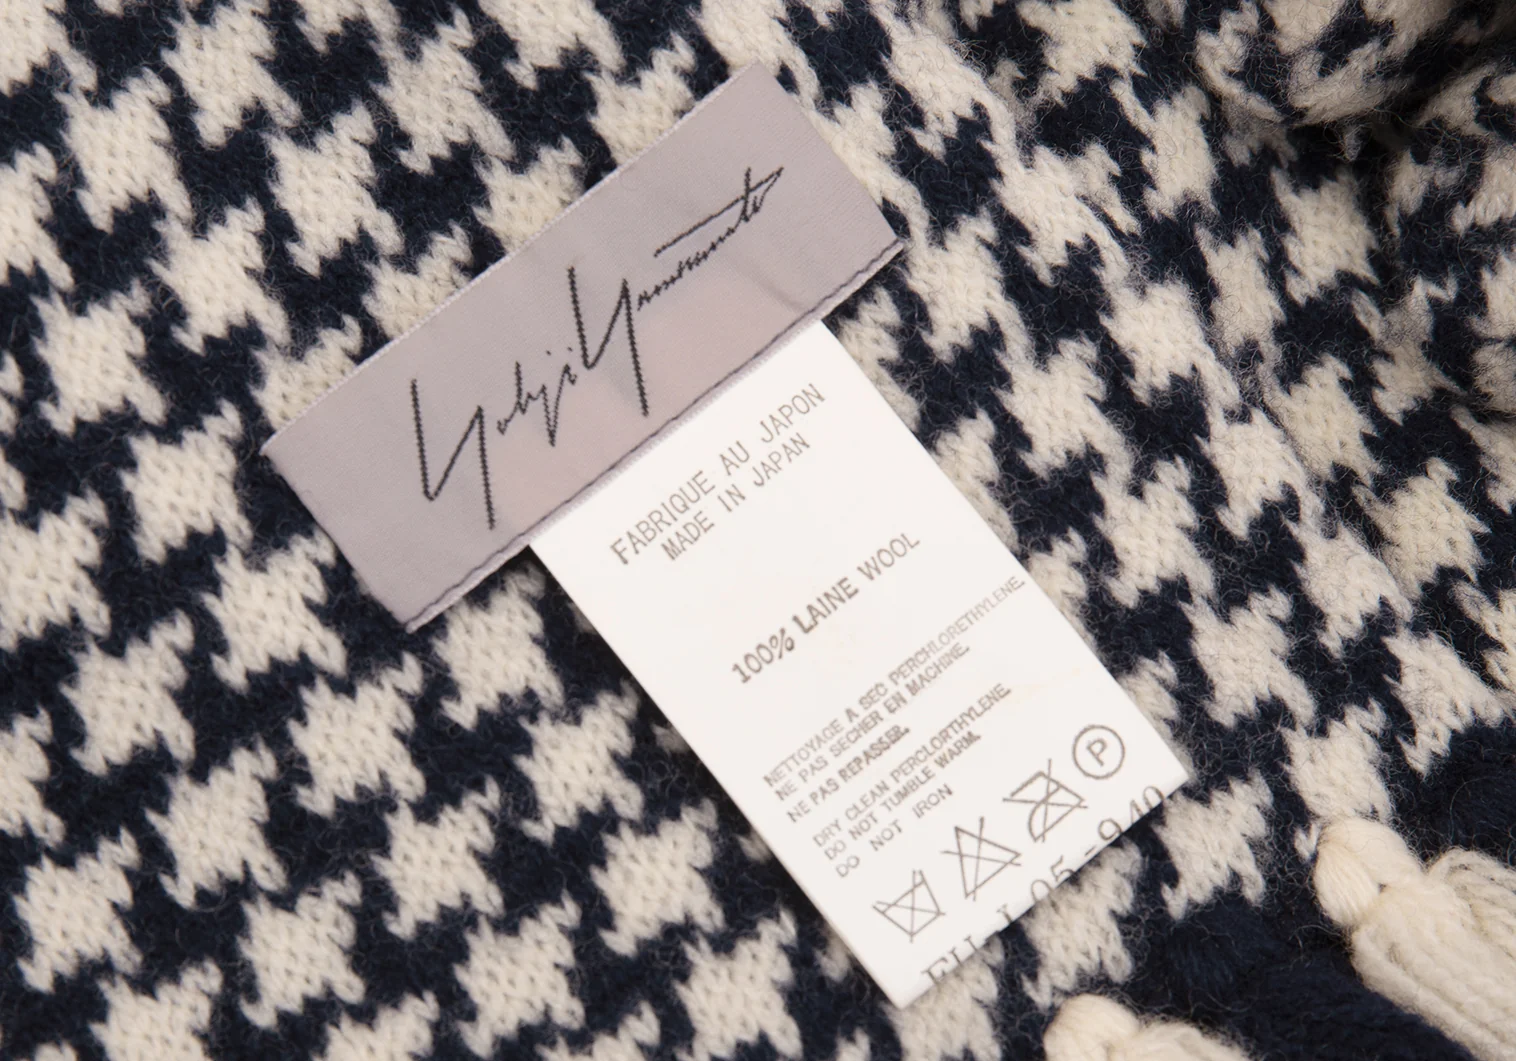 Yohji Yamamoto
FABRIQUE AU JAPON
MADE IN JAPAN
100% LAINE WOOL
NETTOYAGE A SEC PERCHLORETHYLENE.
NE PAS SECHER EN MACHINE.
NE PAS REPASSER.
DRY CLEAN PERCLORTHYLENE.
DO NOT TUMBLE WARM.
DO NOT IRON
P